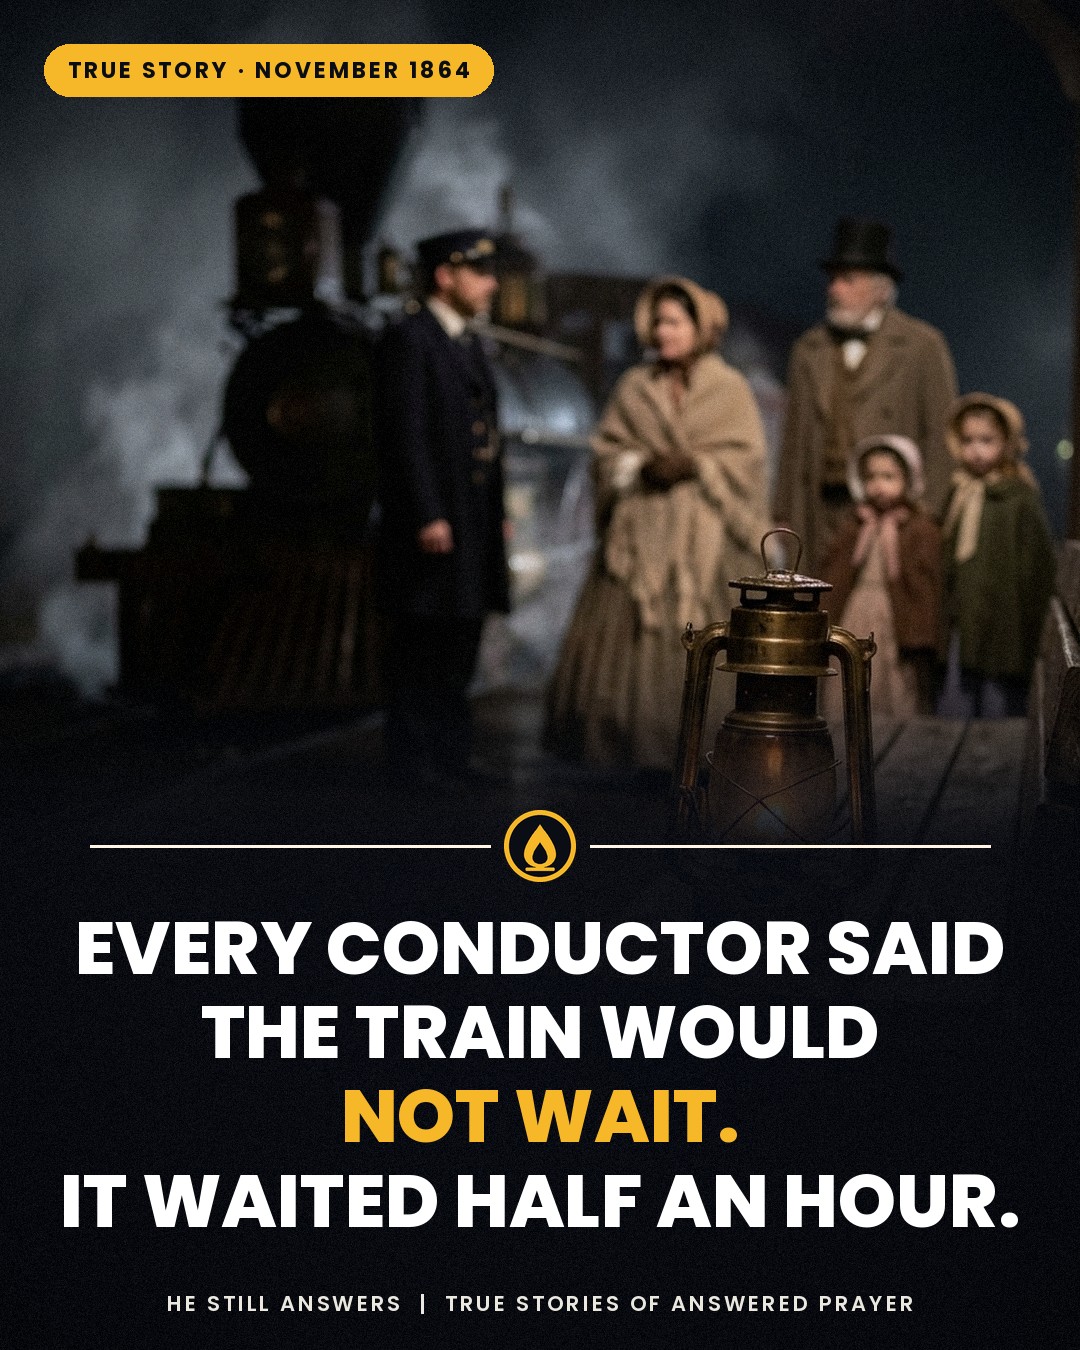 TRUE STORY · NOVEMBER 1864
EVERY CONDUCTOR SAID
THE TRAIN WOULD
NOT WAIT.
IT WAITED HALF AN HOUR.
HE STILL ANSWERS | TRUE STORIES OF ANSWERED PRAYER